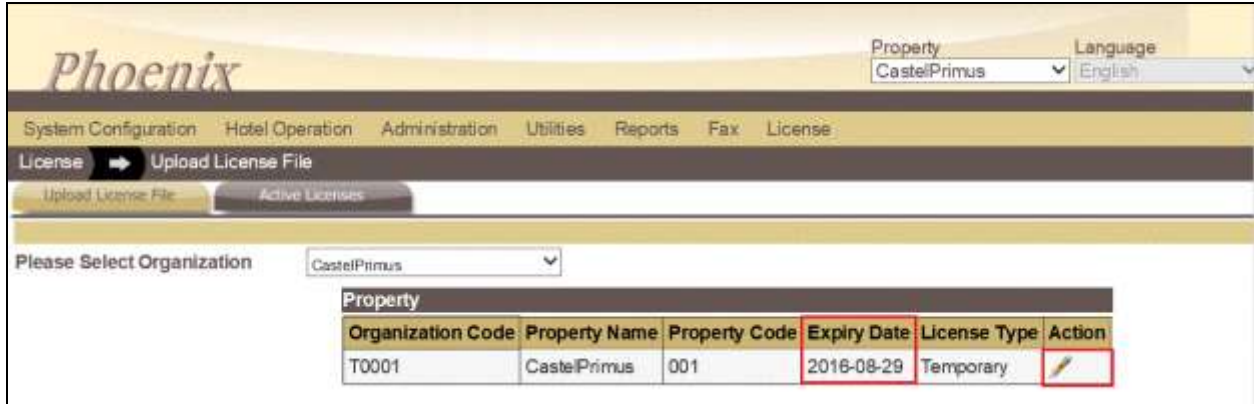 Property Language
Phoenix CastelPrimus English
System Configuration Hotel Operation Administration Utilities Reports Fax License
License Upload License File
Upload License File Active Licenses
Please Select Organization CastelPrimus
Property
Organization Code Property Name Property Code Expiry Date License Type Action
T0001 CastelPrimus 001 2016-08-29 Temporary